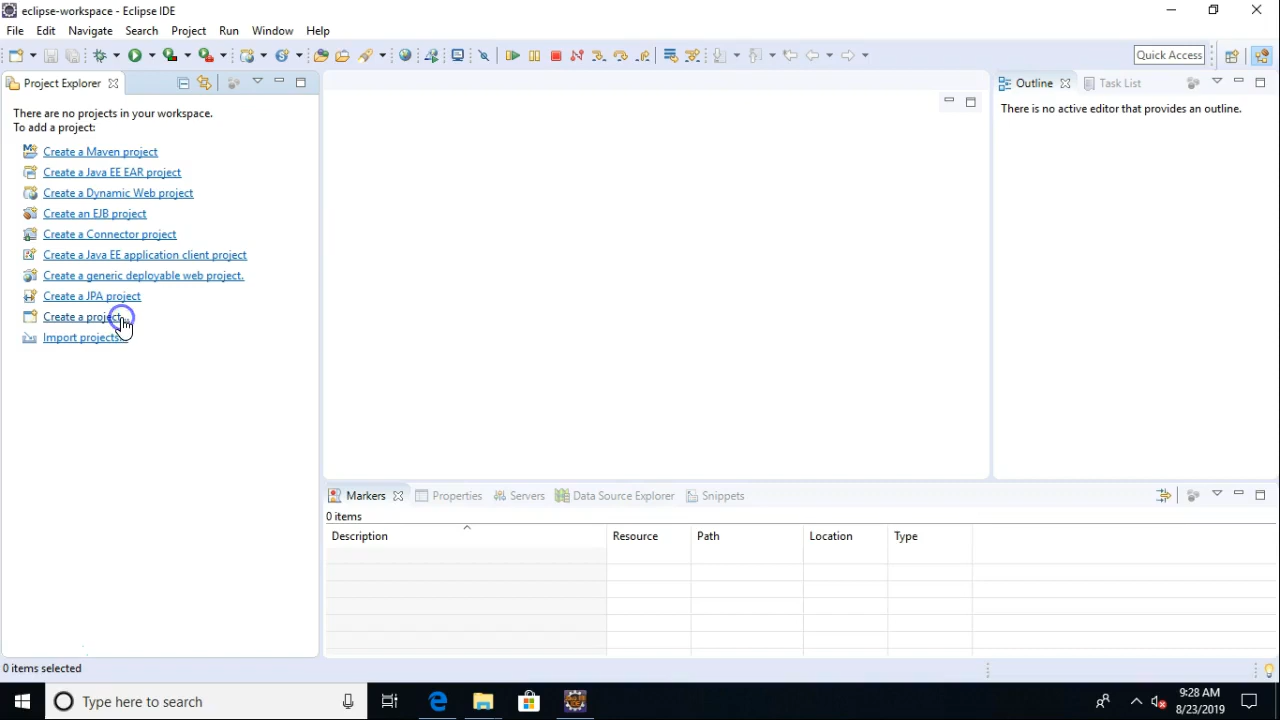 eclipse-workspace - Eclipse IDE
File Edit Navigate Search Project Run Window Help
Quick Access
Project Explorer
Outline
Task List
There are no projects in your workspace.
To add a project:
There is no active editor that provides an outline.
Create a Maven project
Create a Java EE EAR project
Create a Dynamic Web project
Create an EJB project
Create a Connector project
Create a Java EE application client project
Create a generic deployable web project.
Create a JPA project
Create a project
Import projects...
Markers Properties Servers Data Source Explorer Snippets
0 items
Description Resource Path Location Type
0 items selected
Type here to search
9:28 AM
8/23/2019